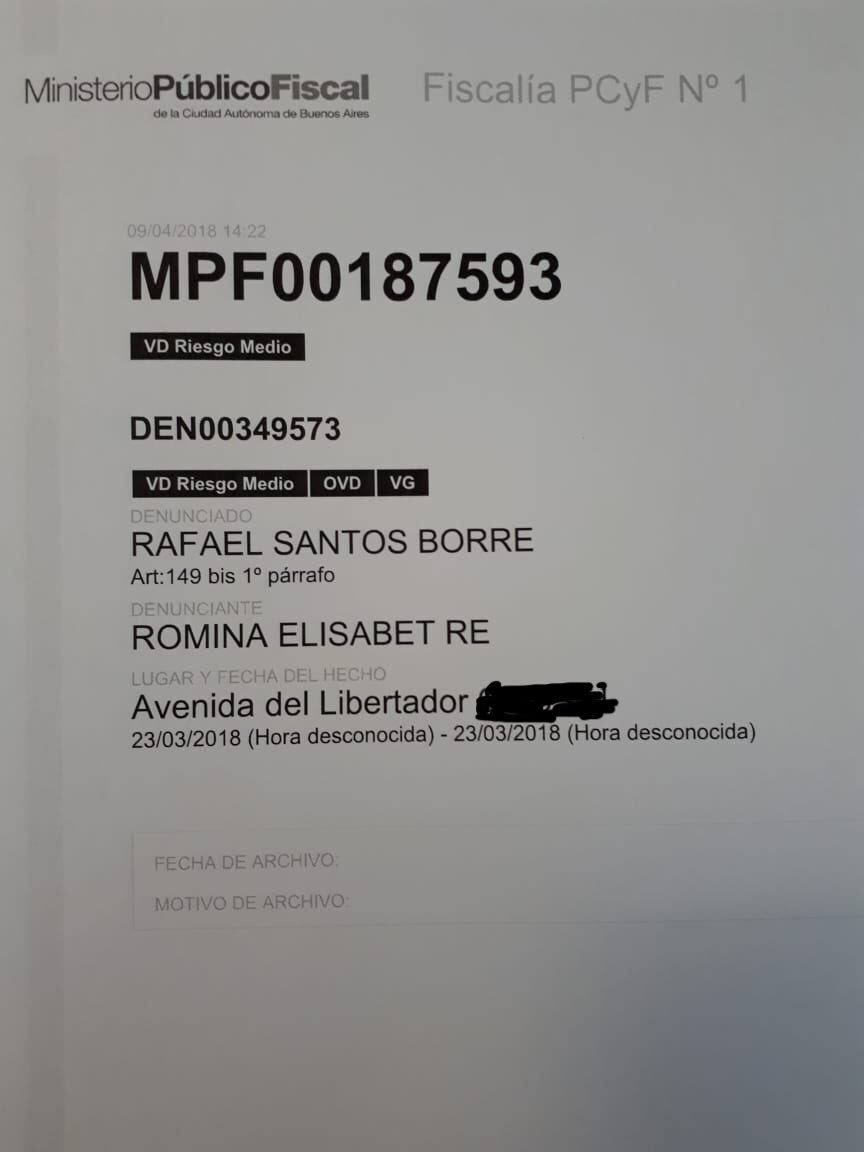 MinisterioPúblicoFiscal Fiscalía PCyF Nº 1
de la Ciudad Autónoma de Buenos Aires
09/04/2018 14:22
MPF00187593
VD Riesgo Medio
DEN00349573
VD Riesgo Medio OVD VG
DENUNCIADO
RAFAEL SANTOS BORRE
Art:149 bis 1º párrafo
DENUNCIANTE
ROMINA ELISABET RE
LUGAR Y FECHA DEL HECHO
Avenida del Libertador
23/03/2018 (Hora desconocida) - 23/03/2018 (Hora desconocida)
FECHA DE ARCHIVO:
MOTIVO DE ARCHIVO: